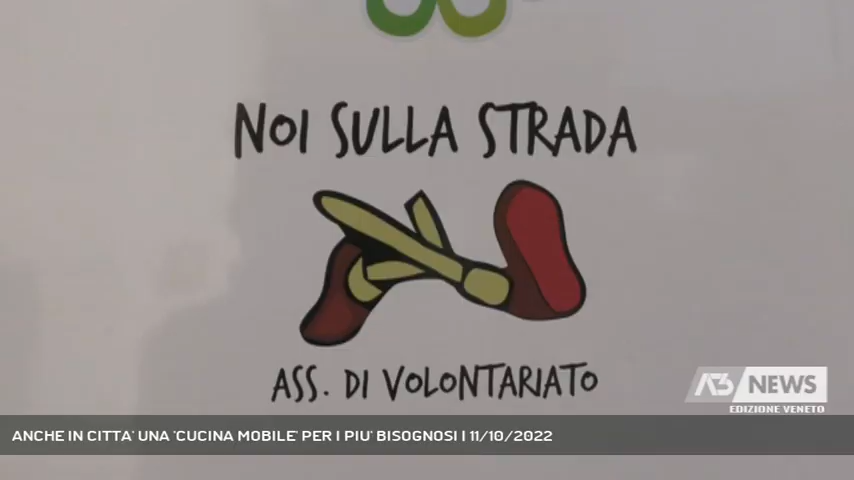 NOI SULLA STRADA
ASS. DI VOLONTARIATO
A3 NEWS
EDIZIONE VENETO
ANCHE IN CITTA' UNA 'CUCINA MOBILE' PER I PIU' BISOGNOSI | 11/10/2022